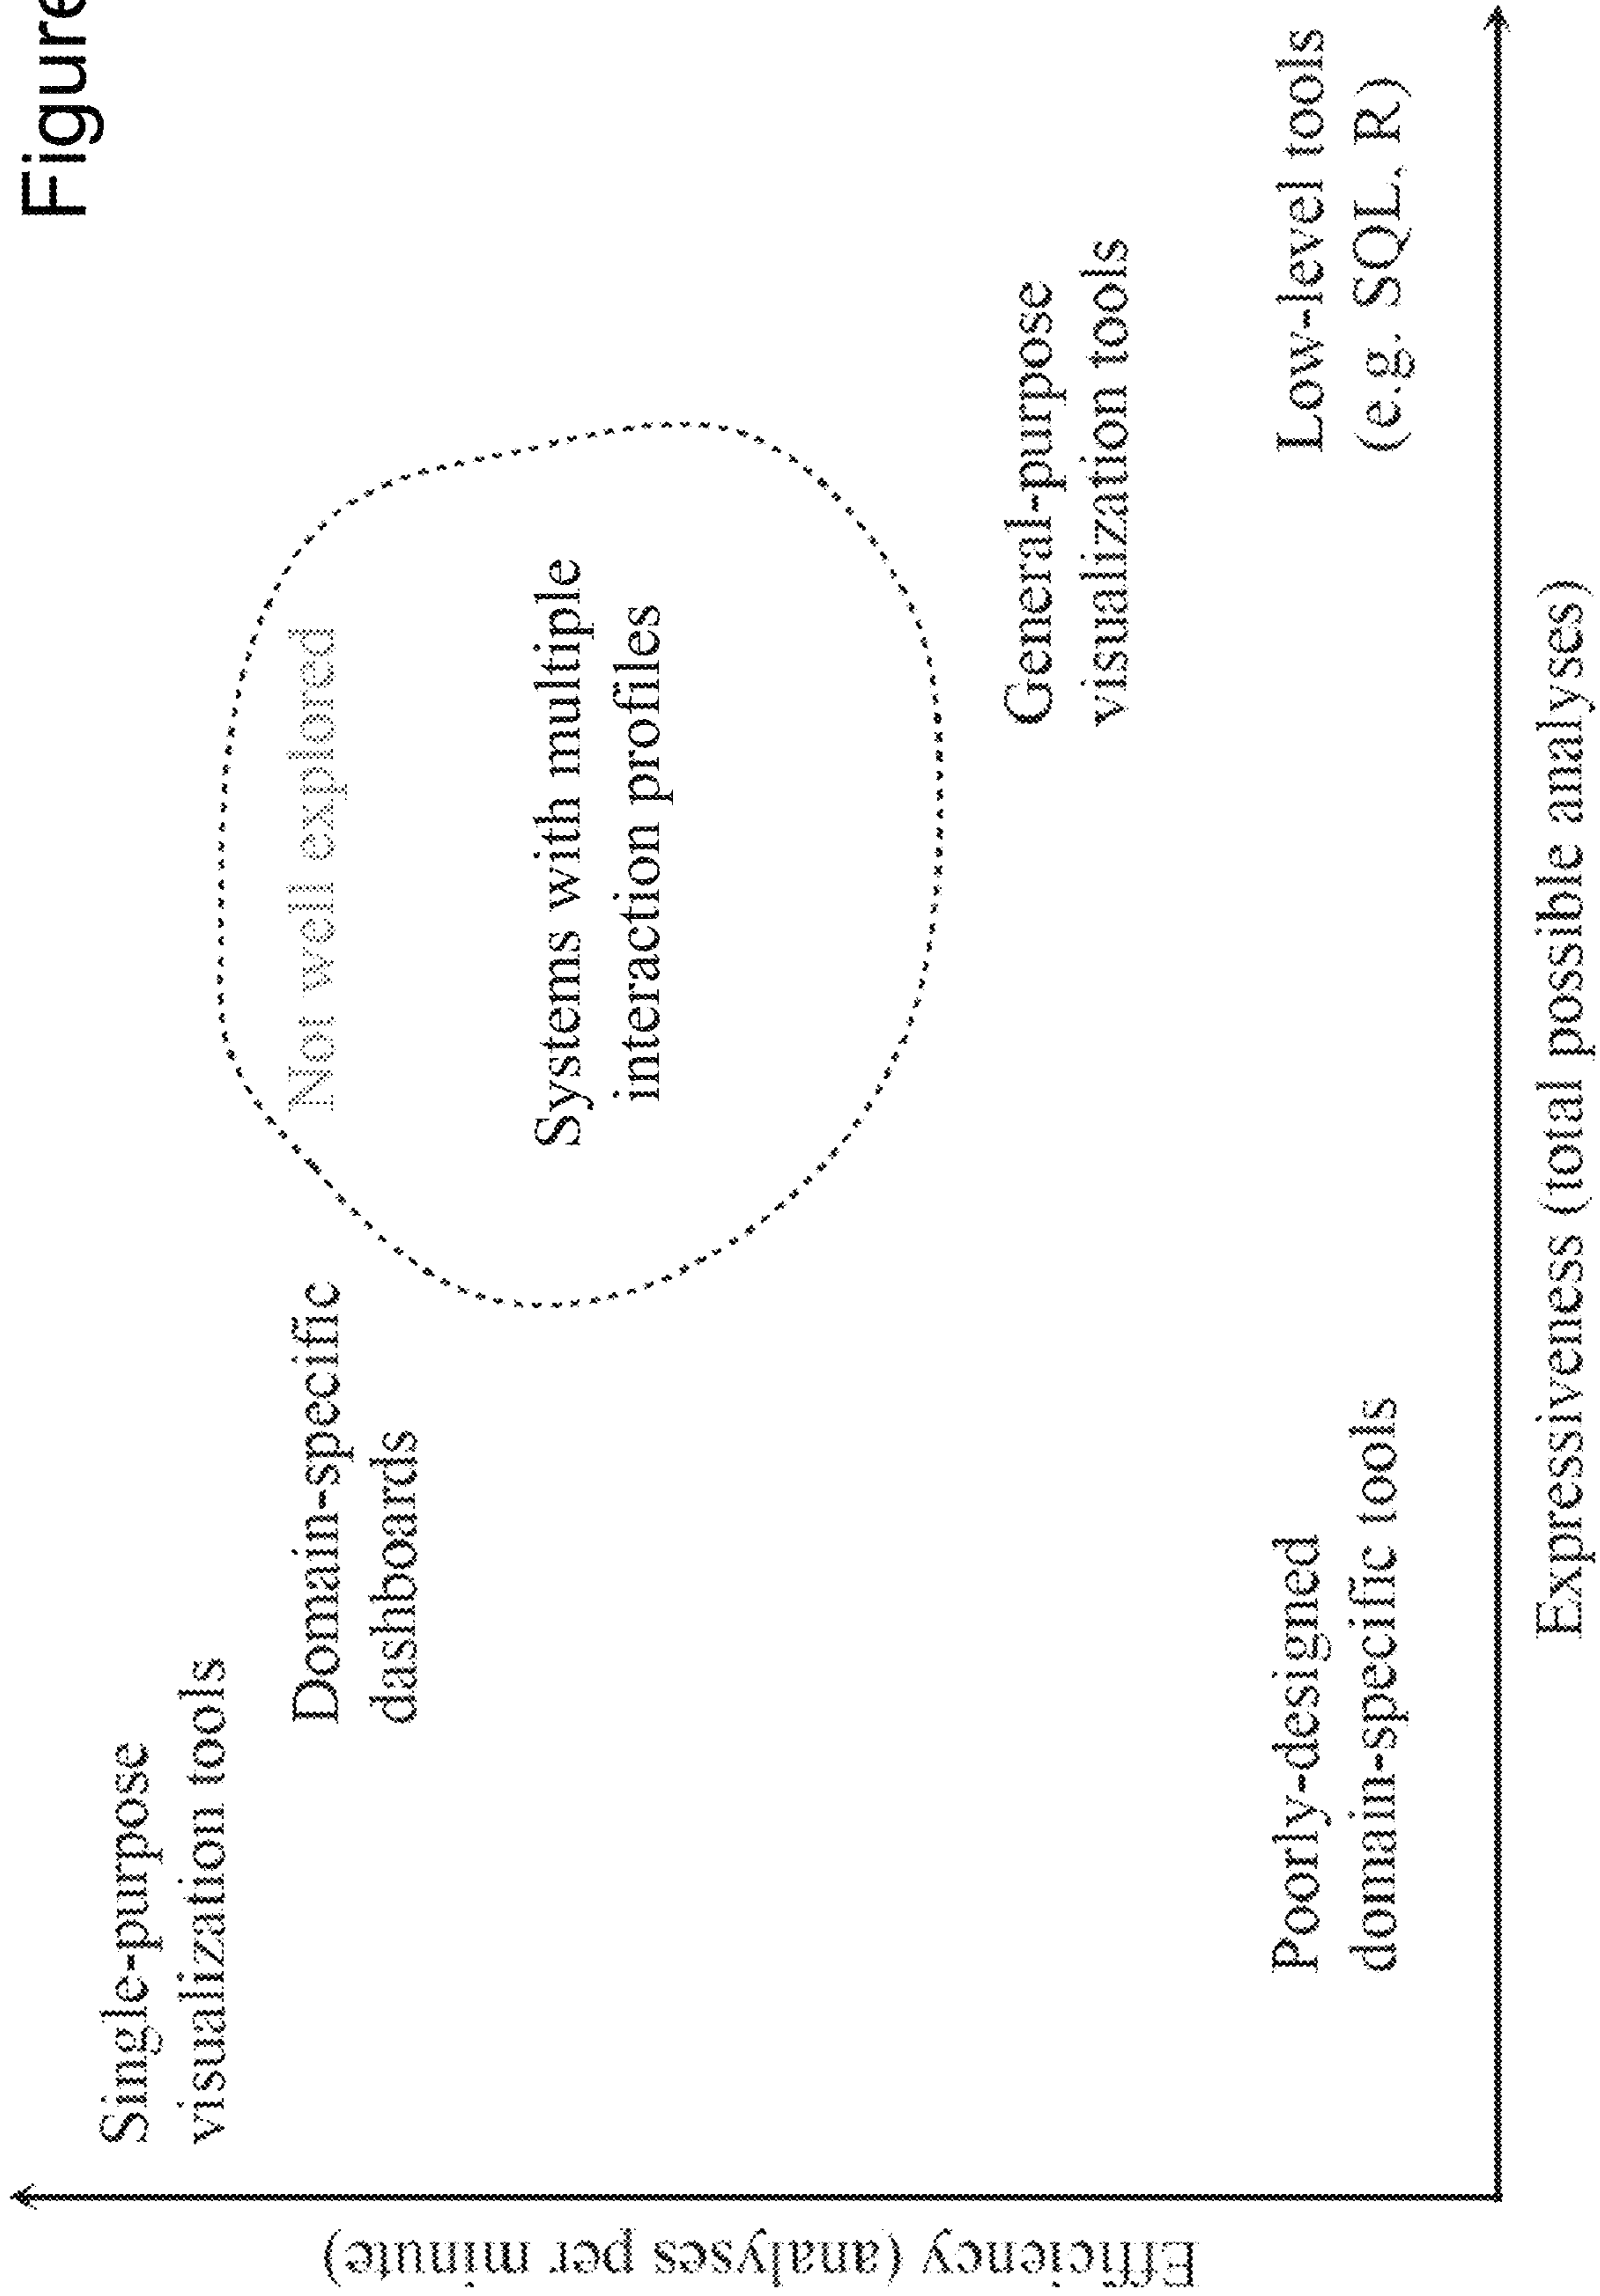 Figure
Single-purpose
visualization tools
Domain-specific
dashboards
Not well explored
Systems with multiple
interaction profiles
General-purpose
visualization tools
Poorly-designed
domain-specific tools
Low-level tools
(e.g. SQL, R)
Efficiency (analyses per minute)
Expressiveness (total possible analyses)